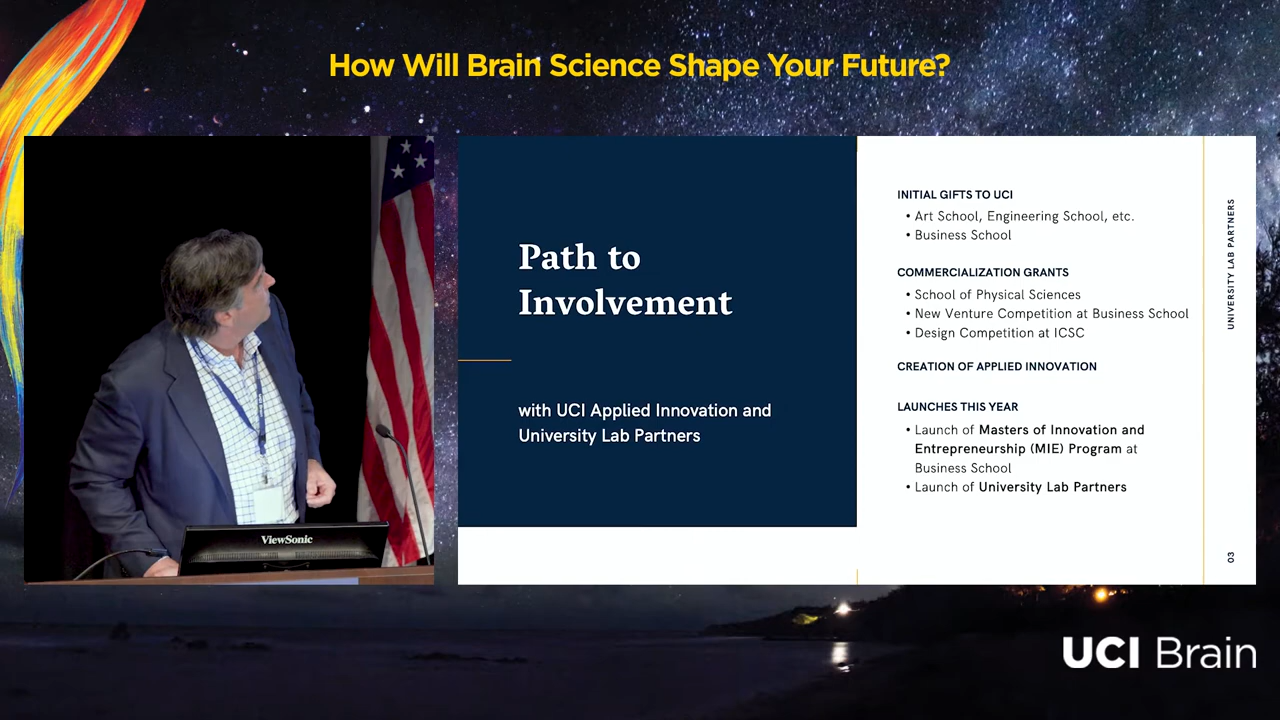 How Will Brain Science Shape Your Future?
Path to
Involvement
with UCI Applied Innovation and
University Lab Partners
INITIAL GIFTS TO UCI
• Art School, Engineering School, etc.
• Business School
COMMERCIALIZATION GRANTS
• School of Physical Sciences
• New Venture Competition at Business School
• Design Competition at ICSC
CREATION OF APPLIED INNOVATION
LAUNCHES THIS YEAR
• Launch of Masters of Innovation and
Entrepreneurship (MIE) Program at
Business School
• Launch of University Lab Partners
UNIVERSITY LAB PARTNERS
03
ViewSonic
UCI Brain